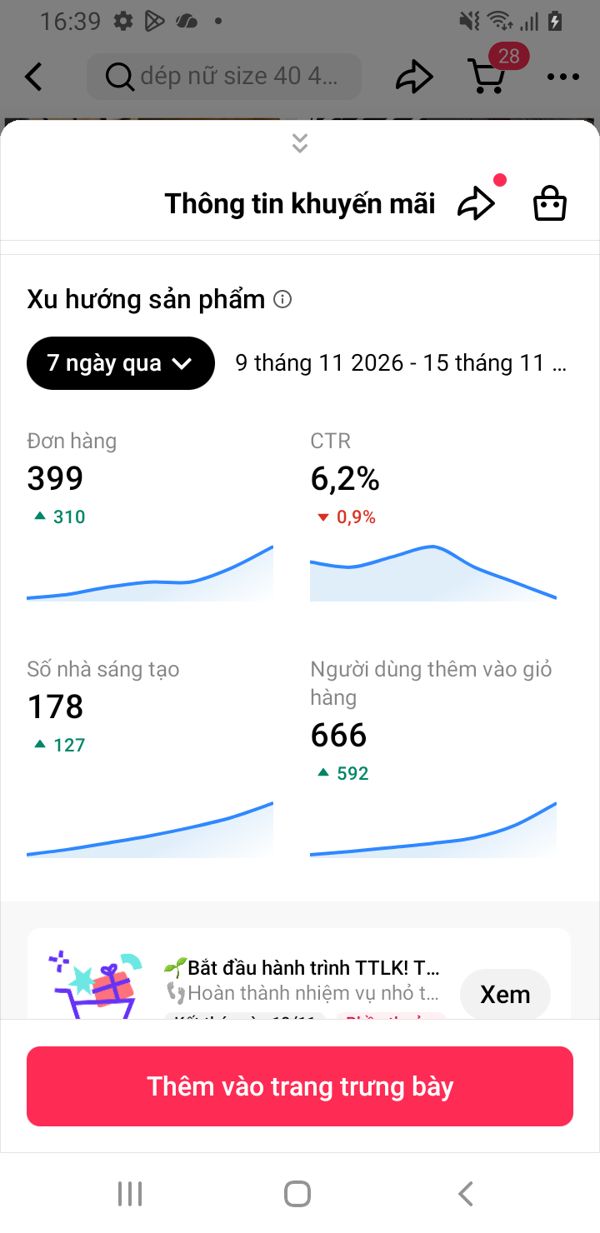 16:39
28
dép nữ size 40 4...
Thông tin khuyến mãi
Xu hướng sản phẩm
7 ngày qua
9 tháng 11 2026 - 15 tháng 11 ...
Đơn hàng
399
310
CTR
6,2%
0,9%
Số nhà sáng tạo
178
127
Người dùng thêm vào giỏ
hàng
666
592
🌱Bắt đầu hành trình TTLK! T...
👣Hoàn thành nhiệm vụ nhỏ t...
Xem
Thêm vào trang trưng bày